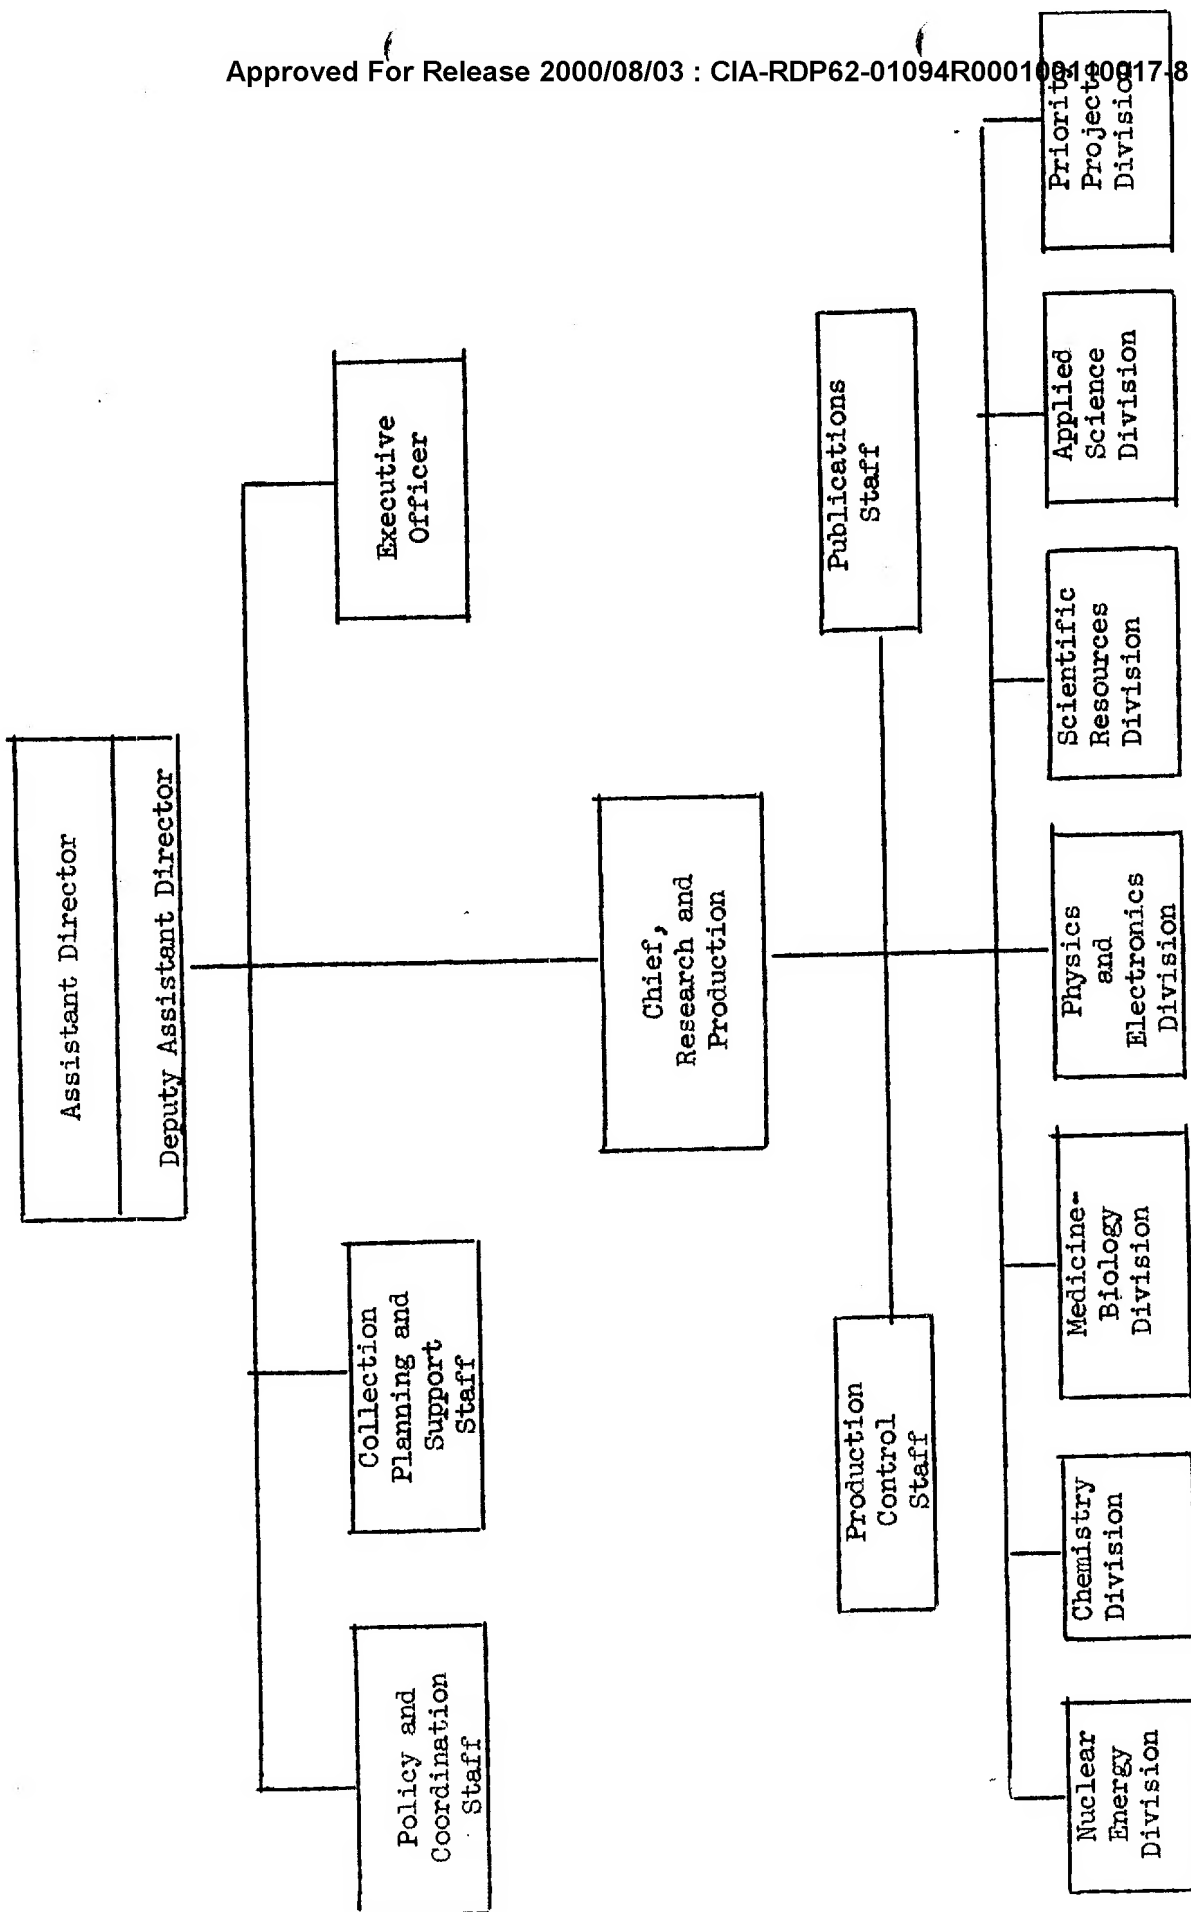 Approved For Release 2000/08/03 : CIA-RDP62-01094R000100110017-8
Assistant Director
Deputy Assistant Director
Policy and
Coordination
Staff
Collection
Planning and
Support
Staff
Executive
Officer
Chief,
Research and
Production
Production
Control
Staff
Publications
Staff
Nuclear
Energy
Division
Chemistry
Division
Medicine-
Biology
Division
Physics
and
Electronics
Division
Scientific
Resources
Division
Applied
Science
Division
Priority
Projects
Division